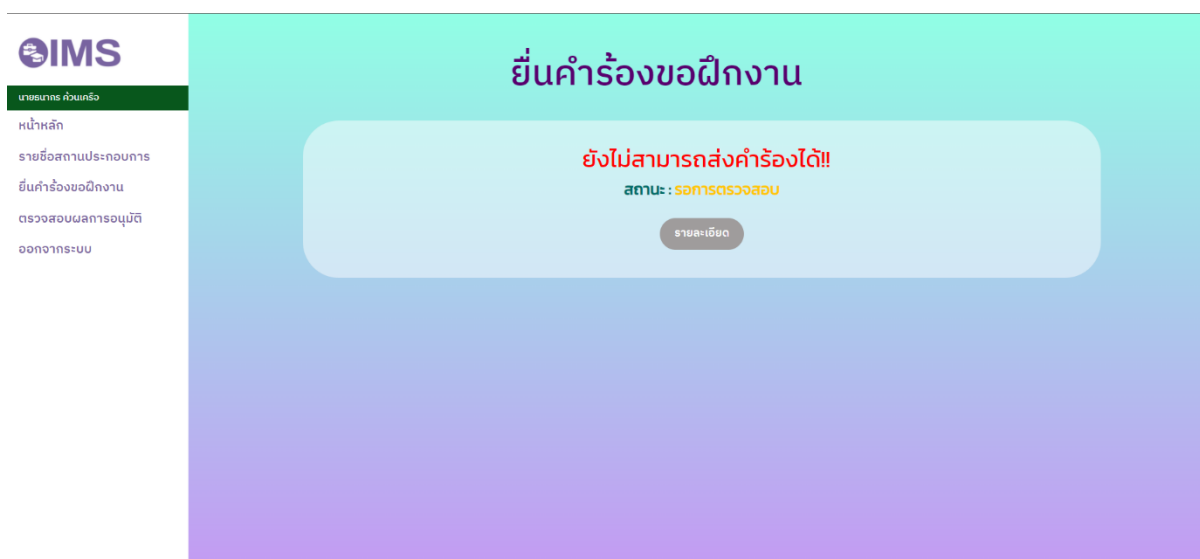 IMS
นายธนากร ค้วนเครือ
หน้าหลัก
รายชื่อสถานประกอบการ
ยื่นคำร้องขอฝึกงาน
ตรวจสอบผลการอนุมัติ
ออกจากระบบ
ยื่นคำร้องขอฝึกงาน
ยังไม่สามารถส่งคำร้องได้!!
สถานะ : รอการตรวจสอบ
รายละเอียด